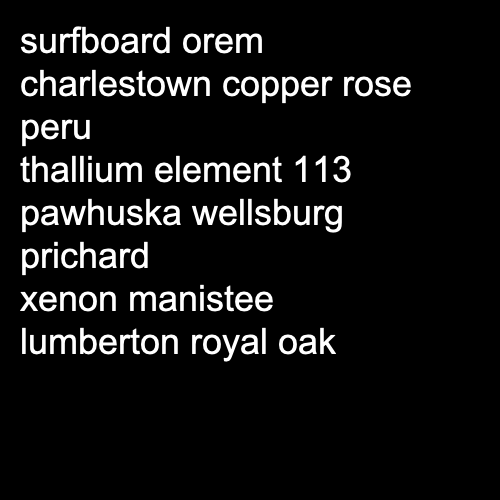 surfboard orem
charlestown copper rose
peru
thallium element 113
pawhuska wellsburg
prichard
xenon manistee
lumberton royal oak